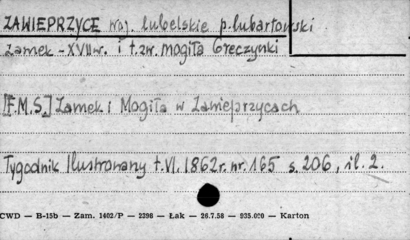 ZAWIEPRZYCE woj. lubelskie p. lubartowski
zamek - XVII w. i t.zw. mogiła Greczynki
[F.M.S.] Zamek i Mogiła w Zawieprzycach
Tygodnik Ilustrowany t.VI. 1862 r. nr. 165 s. 206, il. 2.
CWD — B-15b — Zam. 1402/P — 2298 — Łak — 26.7.58 — 935.000 — Karton